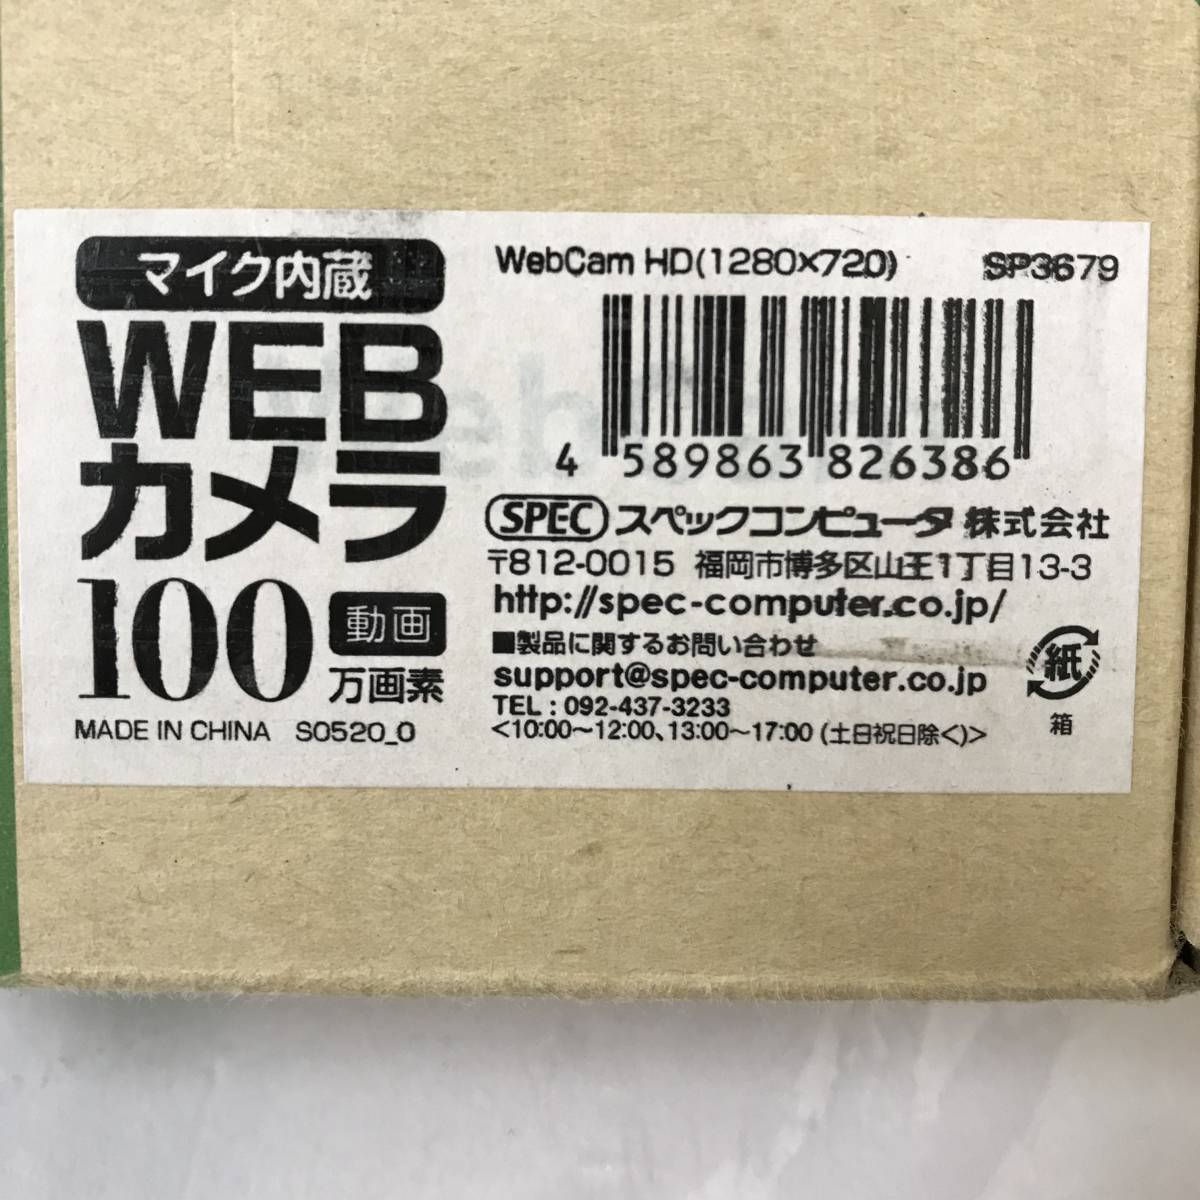 マイク内蔵
WEB
カメラ
100
動画
万画素
MADE IN CHINA S0520_0
WebCam HD(1280×720) SP3679
4 589863 826386
SPEC スペックコンピュータ 株式会社
〒812-0015 福岡市博多区山王1丁目13-3
http://spec-computer.co.jp/
■製品に関するお問い合わせ
support@spec-computer.co.jp
TEL : 092-437-3233
<10:00～12:00、13:00～17:00 (土日祝日除く)>
紙
箱